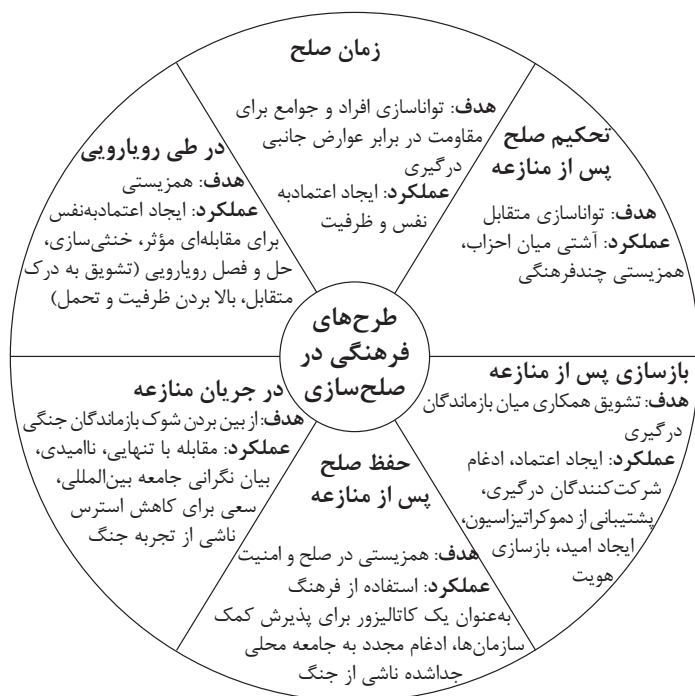 زمان صلح
هدف: تواناسازی افراد و جوامع برای
مقاومت در برابر عوارض جانبی
درگیری
عملکرد: ایجاد اعتمادبه
نفس و ظرفیت
تحکیم صلح
پس از منازعه
هدف: تواناسازی متقابل
عملکرد: آشتی میان احزاب،
همزیستی چندفرهنگی
بازسازی پس از منازعه
هدف: تشویق همکاری میان بازماندگان
درگیری
عملکرد: ایجاد اعتماد، ادغام
شرکت‌کنندگان درگیری،
پشتیبانی از دموکراتیزاسیون،
ایجاد امید، بازسازی
هویت
حفظ صلح
پس از منازعه
هدف: همزیستی در صلح و امنیت
عملکرد: استفاده از فرهنگ
به‌عنوان یک کاتالیزور برای پذیرش کمک
سازمان‌ها، ادغام مجدد به جامعه محلی
جداشده ناشی از جنگ
در جریان منازعه
هدف: از بین بردن شوک بازماندگان جنگی
عملکرد: مقابله با تنهایی، ناامیدی،
بیان نگرانی جامعه بین‌المللی،
سعی برای کاهش استرس
ناشی از تجربه جنگ
در طی رویارویی
هدف: همزیستی
عملکرد: ایجاد اعتمادبه‌نفس
برای مقابله‌ای مؤثر، خنثی‌سازی،
حل و فصل رویارویی (تشویق به درک
متقابل، بالا بردن ظرفیت و تحمل)
طرح‌های
فرهنگی در
صلح‌سازی